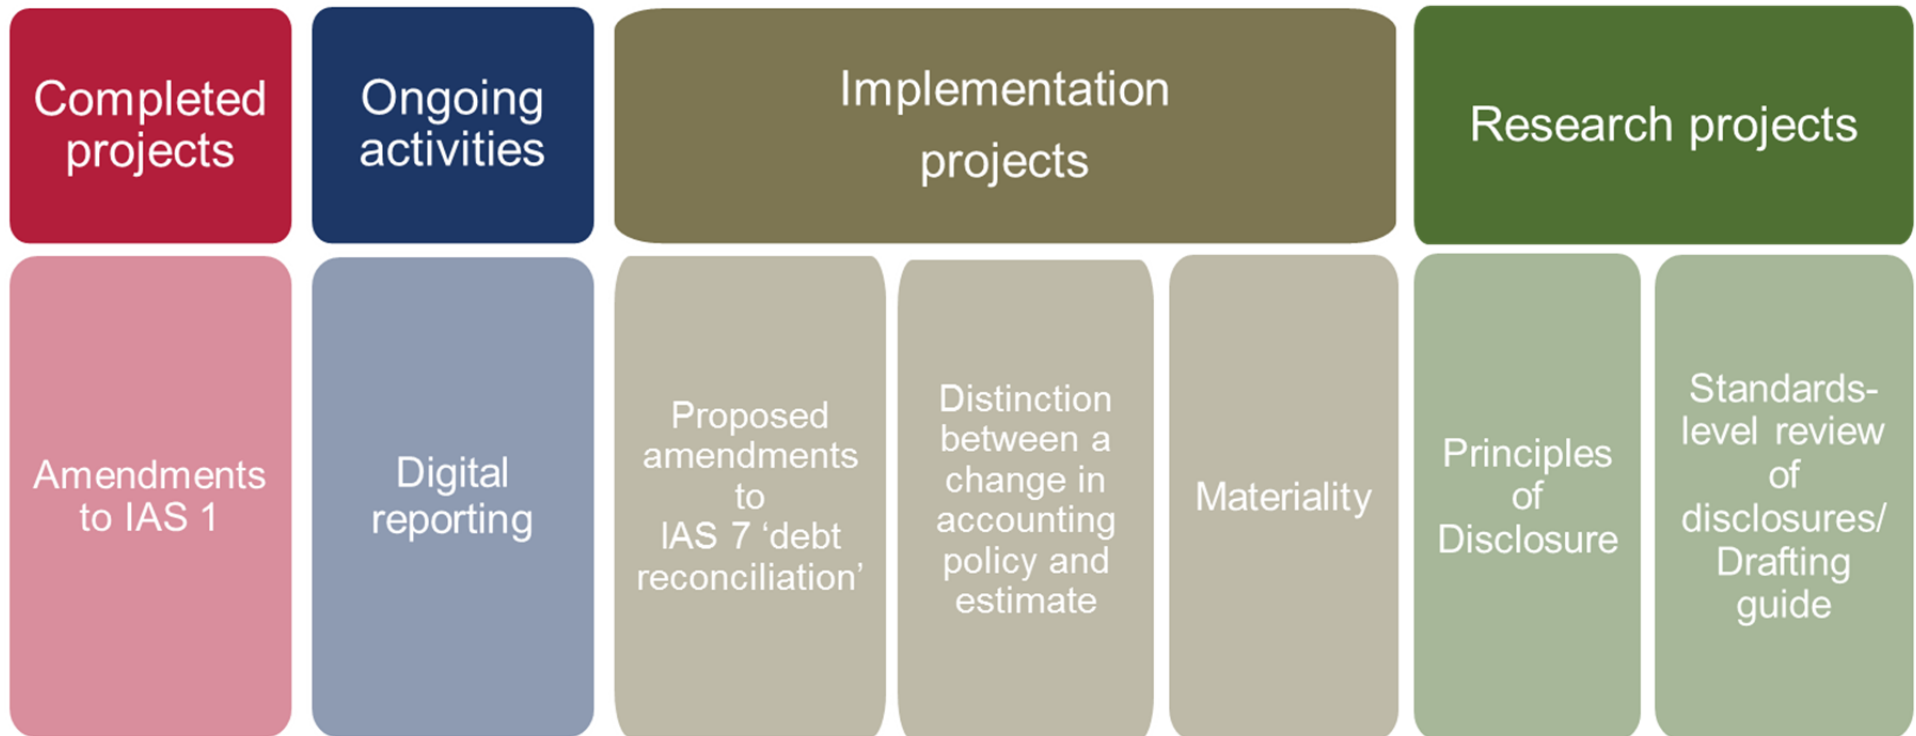 Completed
projects
Ongoing
activities
Implementation
projects
Research projects
Amendments
to IAS 1
Digital
reporting
Proposed
amendments
to
IAS 7 ‘debt
reconciliation’
Distinction
between a
change in
accounting
policy and
estimate
Materiality
Principles
of
Disclosure
Standards-
level review
of
disclosures/
Drafting
guide